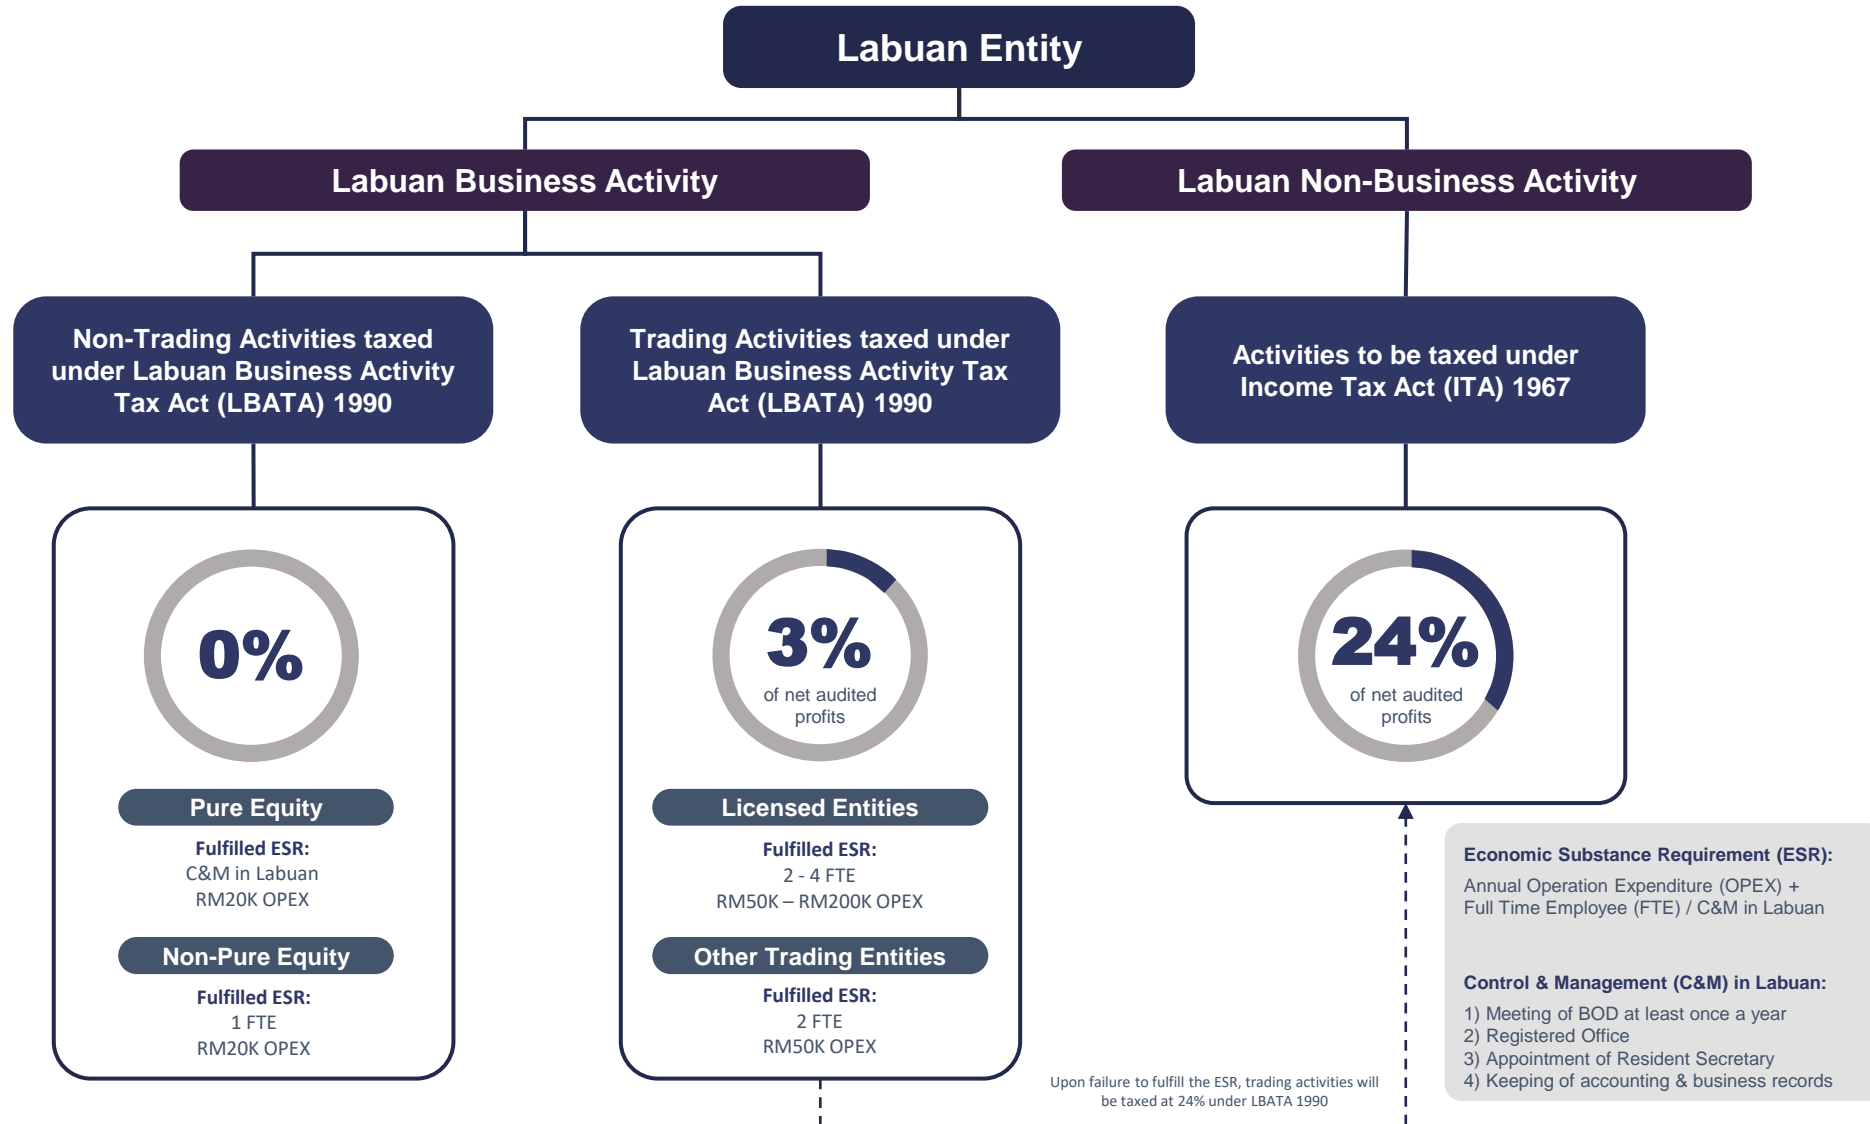 Labuan Entity
Labuan Business Activity
Labuan Non-Business Activity
Non-Trading Activities taxed
under Labuan Business Activity
Tax Act (LBATA) 1990
Trading Activities taxed under
Labuan Business Activity Tax
Act (LBATA) 1990
Activities to be taxed under
Income Tax Act (ITA) 1967
0%
Pure Equity
Fulfilled ESR:
C&M in Labuan
RM20K OPEX
Non-Pure Equity
Fulfilled ESR:
1 FTE
RM20K OPEX
3%
of net audited
profits
Licensed Entities
Fulfilled ESR:
2 - 4 FTE
RM50K – RM200K OPEX
Other Trading Entities
Fulfilled ESR:
2 FTE
RM50K OPEX
24%
of net audited
profits
Upon failure to fulfill the ESR, trading activities will
be taxed at 24% under LBATA 1990
Economic Substance Requirement (ESR):
Annual Operation Expenditure (OPEX) +
Full Time Employee (FTE) / C&M in Labuan
Control & Management (C&M) in Labuan:
1) Meeting of BOD at least once a year
2) Registered Office
3) Appointment of Resident Secretary
4) Keeping of accounting & business records